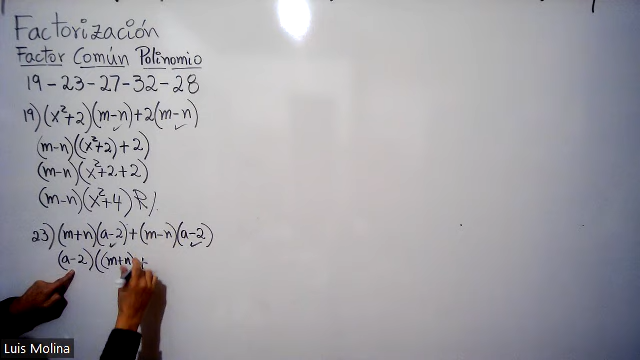 Factorización
Factor Común Polinomio
19-23-27-32-28
19)(x²+2)(m-n)+2(m-n)
(m-n)((x²+2)+2)
(m-n)(x²+2+2)
(m-n)(x²+4) R/.
23)(m+n)(a-2)+(m-n)(a-2)
(a-2)((m+n)+
Luis Molina